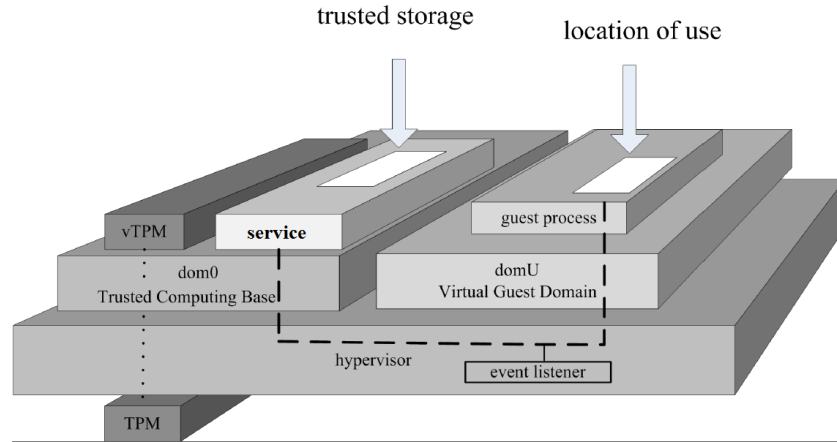 trusted storage
location of use
vTPM
service
guest process
dom0
Trusted Computing Base
domU
Virtual Guest Domain
hypervisor
event listener
TPM